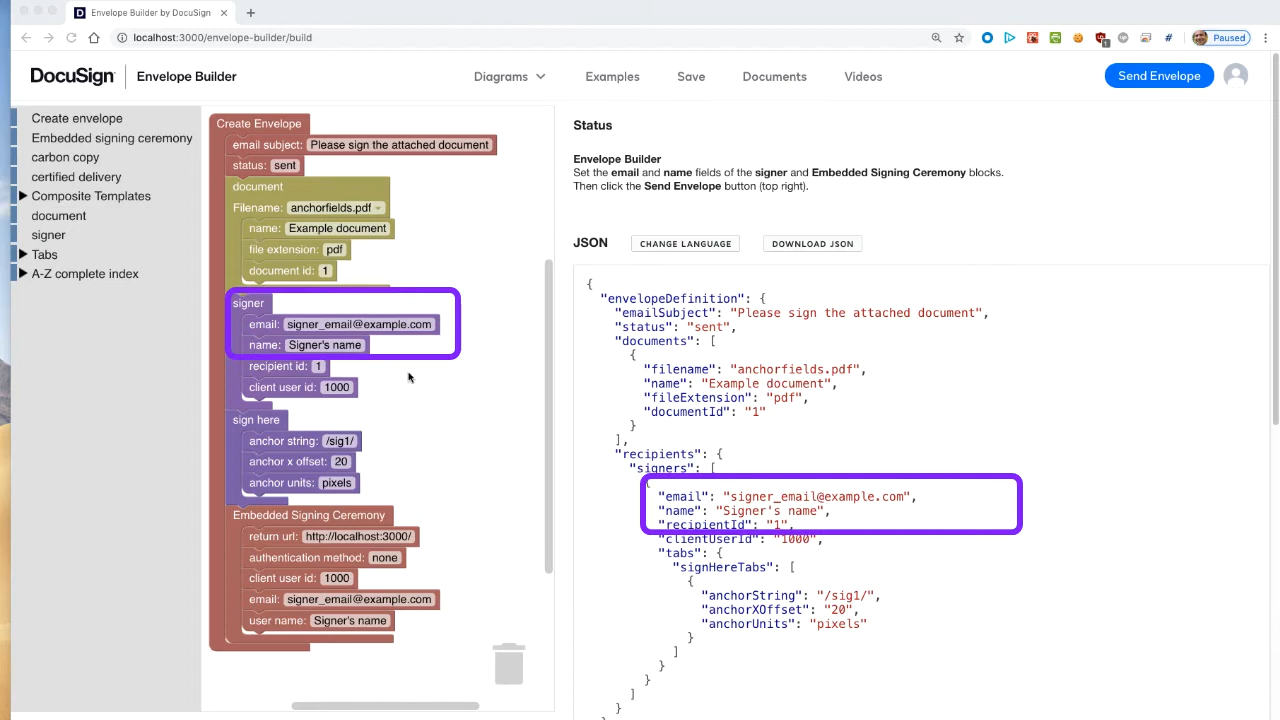 Envelope Builder by DocuSign
localhost:3000/envelope-builder/build
Paused
DocuSign Envelope Builder
Diagrams Examples Save Documents Videos
Send Envelope
Create envelope
Embedded signing ceremony
carbon copy
certified delivery
Composite Templates
document
signer
Tabs
A-Z complete index
Create Envelope
email subject: Please sign the attached document
status: sent
document
Filename: anchorfields.pdf
name: Example document
file extension: pdf
document id: 1
signer
email: signer_email@example.com
name: Signer's name
recipient id: 1
client user id: 1000
sign here
anchor string: /sig1/
anchor x offset: 20
anchor units: pixels
Embedded Signing Ceremony
return url: http://localhost:3000/
authentication method: none
client user id: 1000
email: signer_email@example.com
user name: Signer's name
Status
Envelope Builder
Set the email and name fields of the signer and Embedded Signing Ceremony blocks.
Then click the Send Envelope button (top right).
JSON CHANGE LANGUAGE DOWNLOAD JSON
{
"envelopeDefinition": {
"emailSubject": "Please sign the attached document",
"status": "sent",
"documents": [
{
"filename": "anchorfields.pdf",
"name": "Example document",
"fileExtension": "pdf",
"documentId": "1"
}
],
"recipients": {
"signers": [
{
"email": "signer_email@example.com",
"name": "Signer's name",
"recipientId": "1",
"clientUserId": "1000",
"tabs": {
"signHereTabs": [
{
"anchorString": "/sig1/",
"anchorXOffset": "20",
"anchorUnits": "pixels"
}
]
}
}
]
}